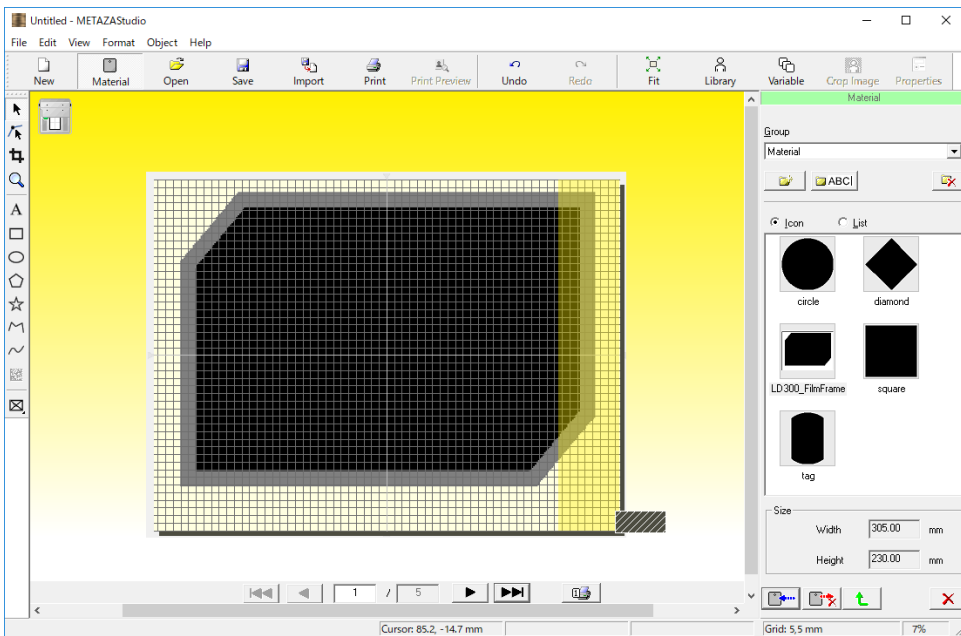 Untitled - METAZAStudio
File Edit View Format Object Help
New Material Open Save Import Print Print Preview Undo Redo Fit Library Variable Crop Image Properties
Material
Group
Material
ABC
Icon List
circle diamond
LD300_FilmFrame square
tag
Size
Width 305.00 mm
Height 230.00 mm
1 / 5
Cursor: 85.2, -14.7 mm Grid: 5,5 mm 7%